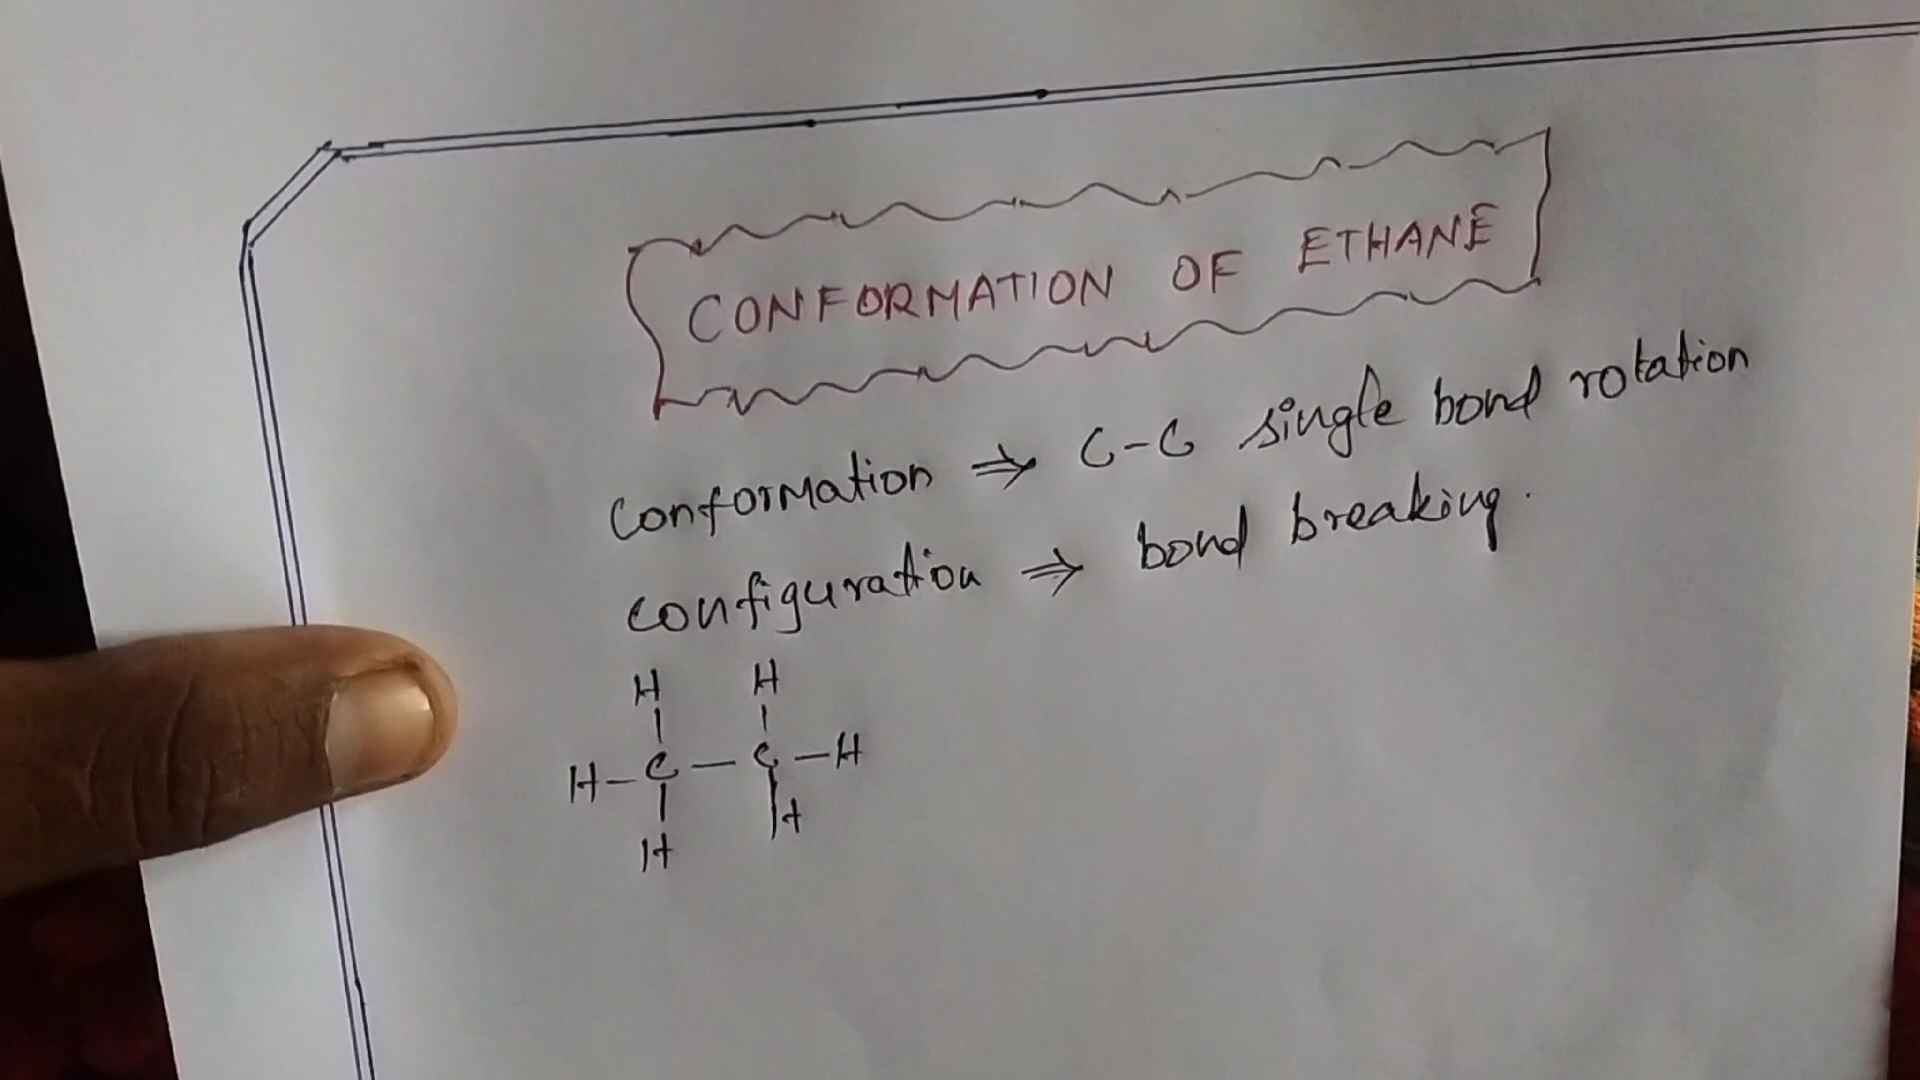 CONFORMATION OF ETHANE
Conformation ⇒ C-C single bond rotation
configuration ⇒ bond breaking.
H H
H-C-C-H
H H